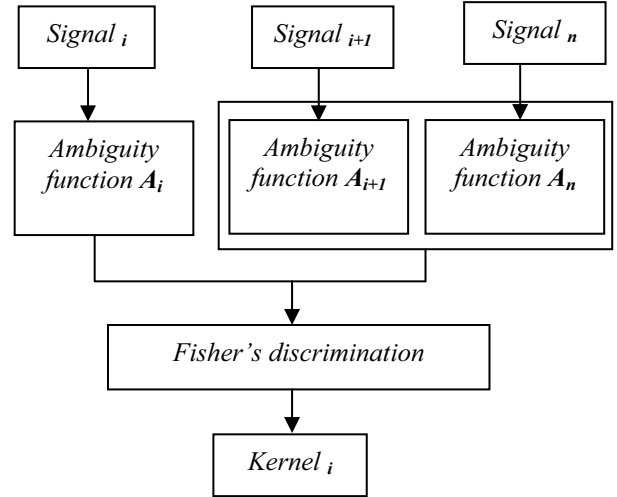 Signal i
Signal i+1
Signal n
Ambiguity
function Ai
Ambiguity
function Ai+1
Ambiguity
function An
Fisher’s discrimination
Kernel i